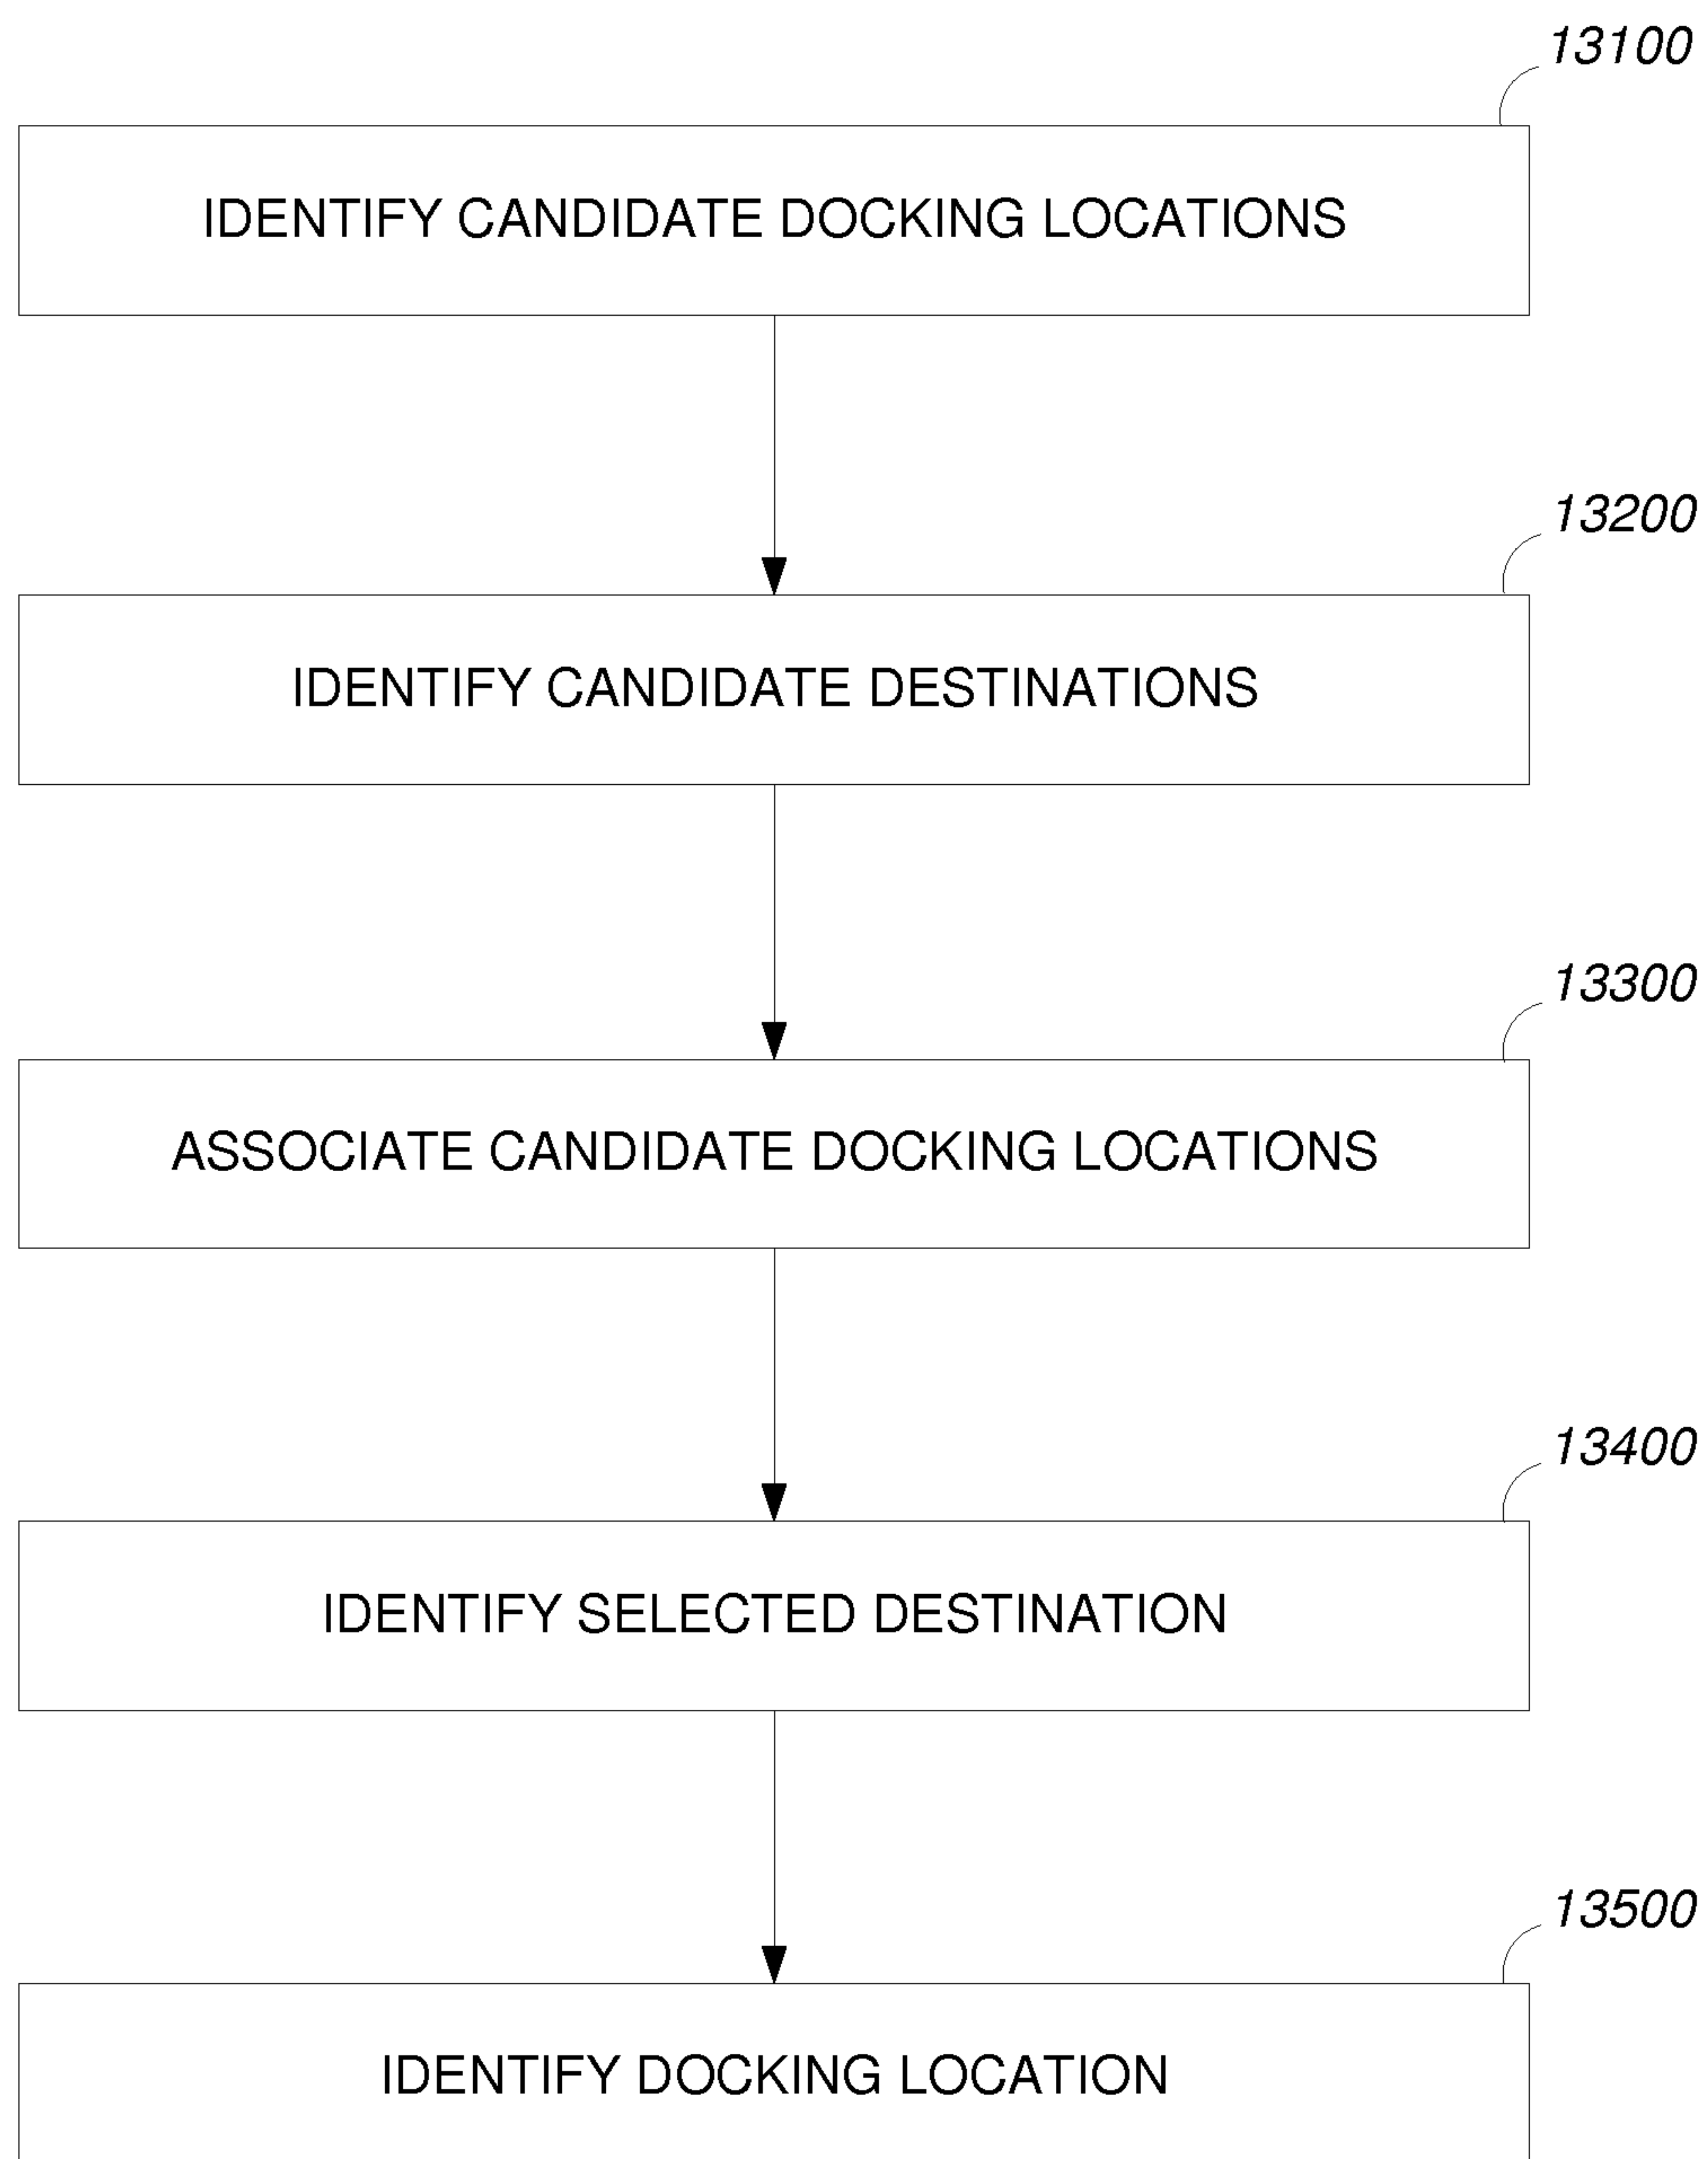 13100
IDENTIFY CANDIDATE DOCKING LOCATIONS
13200
IDENTIFY CANDIDATE DESTINATIONS
13300
ASSOCIATE CANDIDATE DOCKING LOCATIONS
13400
IDENTIFY SELECTED DESTINATION
13500
IDENTIFY DOCKING LOCATION